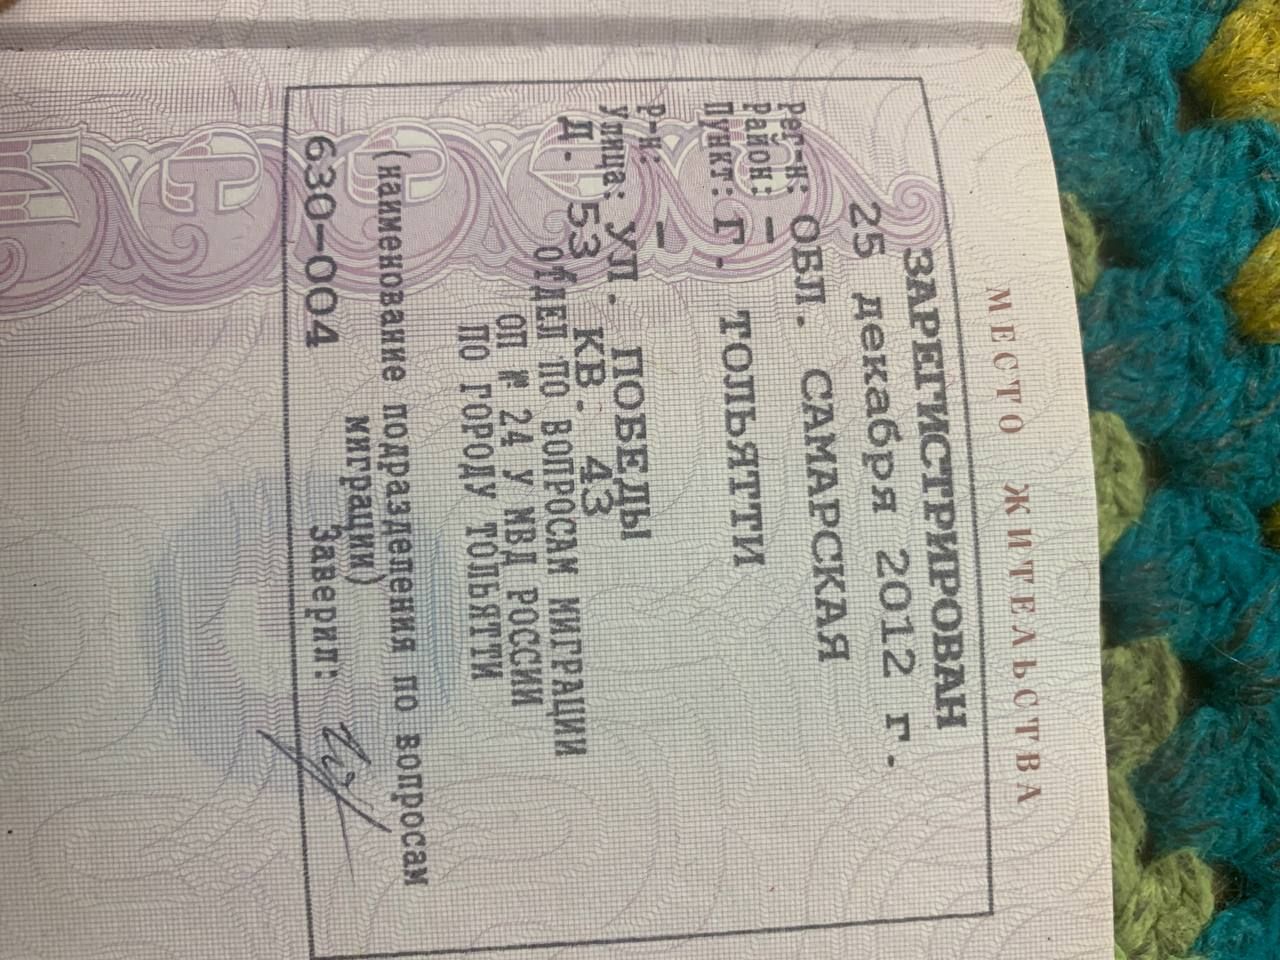 МЕСТО ЖИТЕЛЬСТВА
ЗАРЕГИСТРИРОВАН
25 декабря 2012 г.
Рег-н: ОБЛ. САМАРСКАЯ
Район: –
Пункт: Г. ТОЛЬЯТТИ
Р-н: –
Улица: УЛ. ПОБЕДЫ
Д. 53 КВ. 43
ОТДЕЛ ПО ВОПРОСАМ МИГРАЦИИ
ОП № 24 У МВД РОССИИ
ПО ГОРОДУ ТОЛЬЯТТИ
(наименование подразделения по вопросам
миграции)
630-004 Заверил: